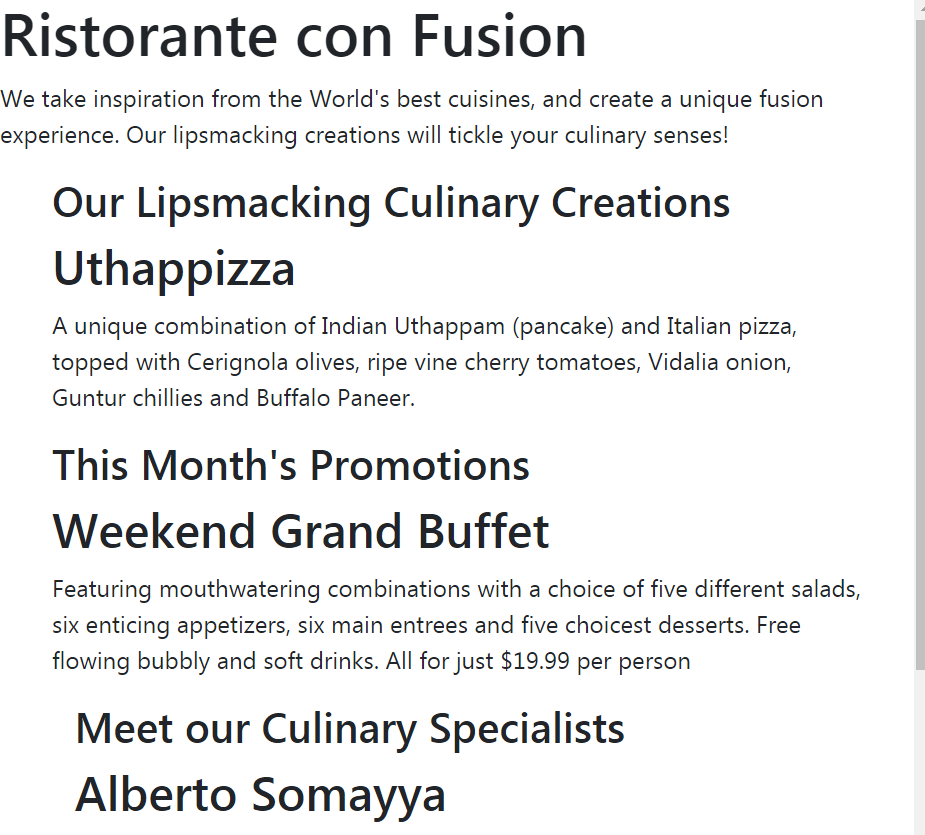 Ristorante con Fusion
We take inspiration from the World's best cuisines, and create a unique fusion
experience. Our lipsmacking creations will tickle your culinary senses!
Our Lipsmacking Culinary Creations
Uthappizza
A unique combination of Indian Uthappam (pancake) and Italian pizza,
topped with Cerignola olives, ripe vine cherry tomatoes, Vidalia onion,
Guntur chillies and Buffalo Paneer.
This Month's Promotions
Weekend Grand Buffet
Featuring mouthwatering combinations with a choice of five different salads,
six enticing appetizers, six main entrees and five choicest desserts. Free
flowing bubbly and soft drinks. All for just $19.99 per person
Meet our Culinary Specialists
Alberto Somayya